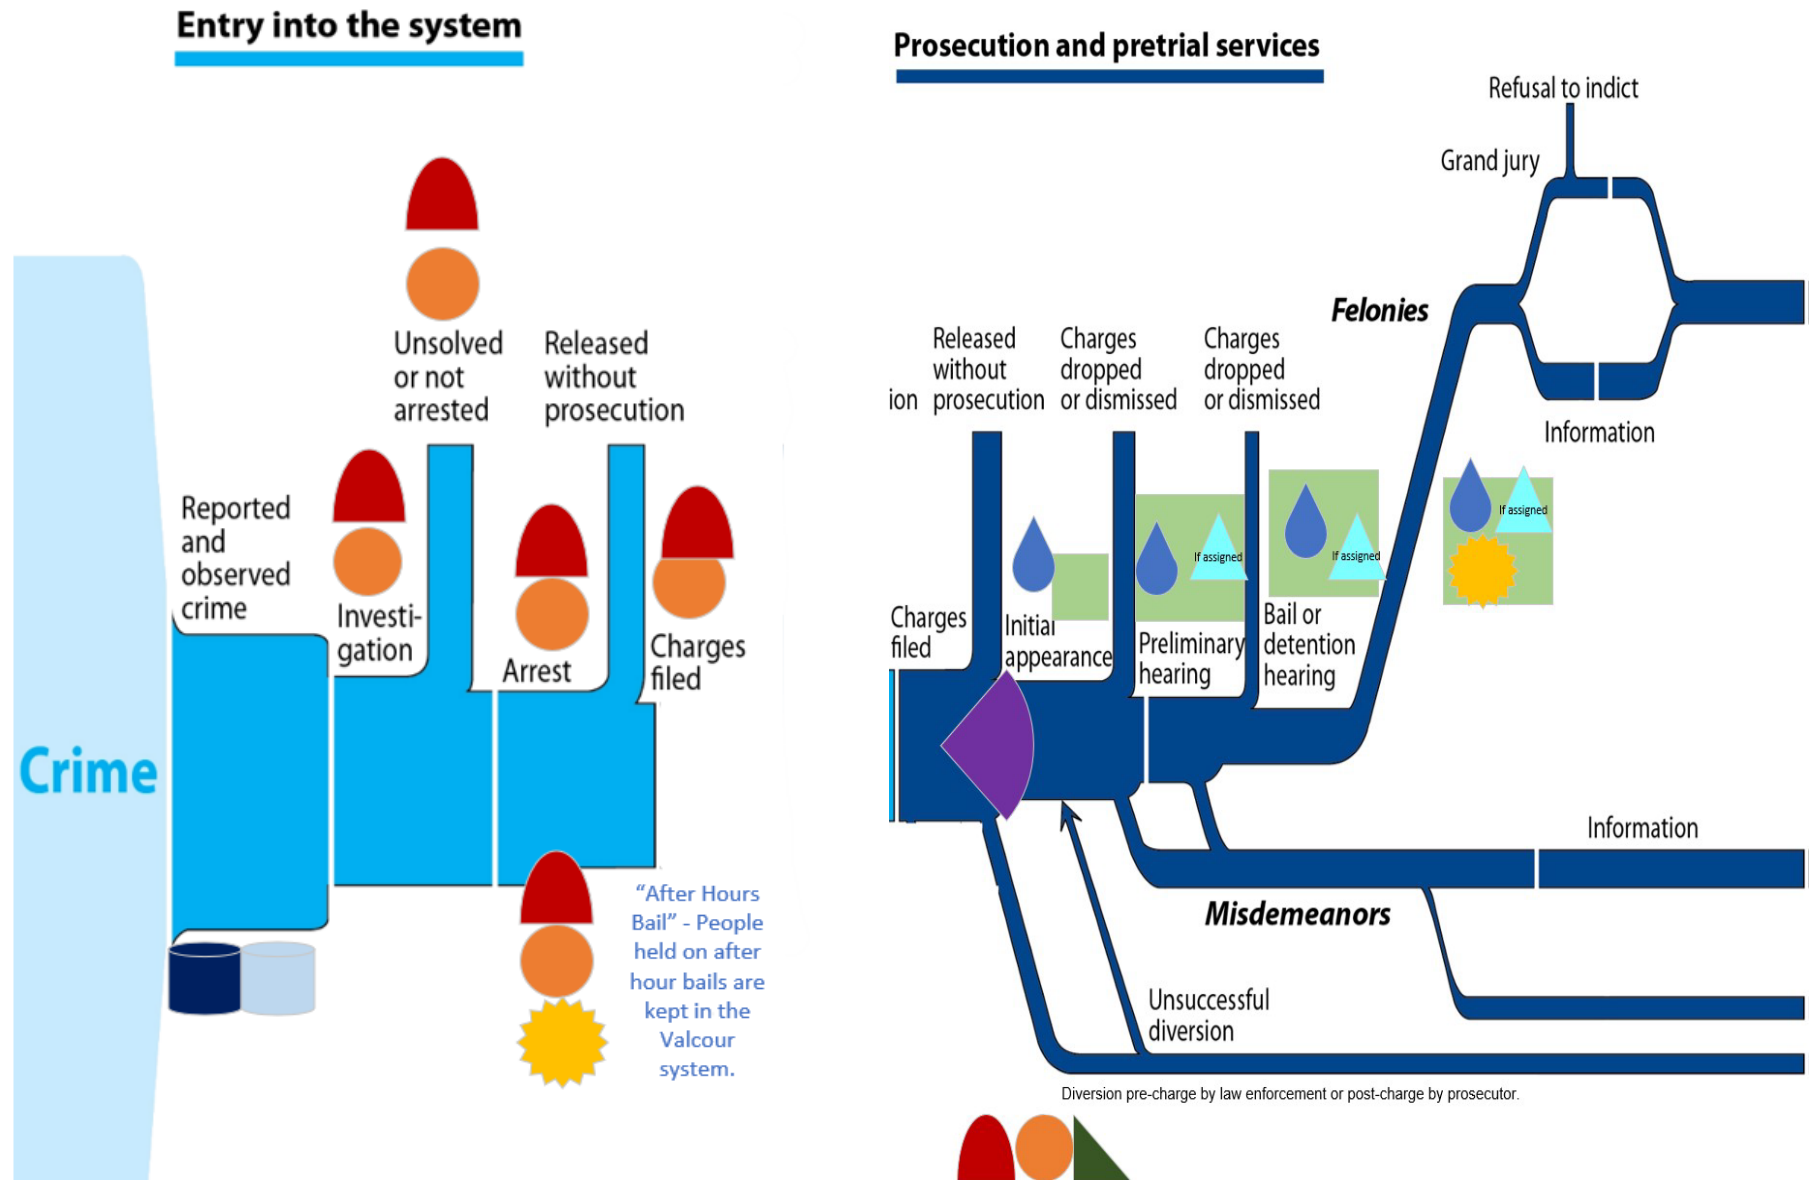 Entry into the system
Unsolved
or not
arrested
Released
without
prosecution
Reported
and
observed
crime
Investi-
gation
Arrest
Charges
filed
Crime
“After Hours
Bail” - People
held on after
hour bails are
kept in the
Valcour
system.
Prosecution and pretrial services
Refusal to indict
Grand jury
Felonies
Information
ion
Released
without
prosecution
Charges
dropped
or dismissed
Charges
dropped
or dismissed
If assigned
If assigned
If assigned
Charges
filed
Initial
appearance
Preliminary
hearing
Bail or
detention
hearing
Information
Misdemeanors
Unsuccessful
diversion
Diversion pre-charge by law enforcement or post-charge by prosecutor.